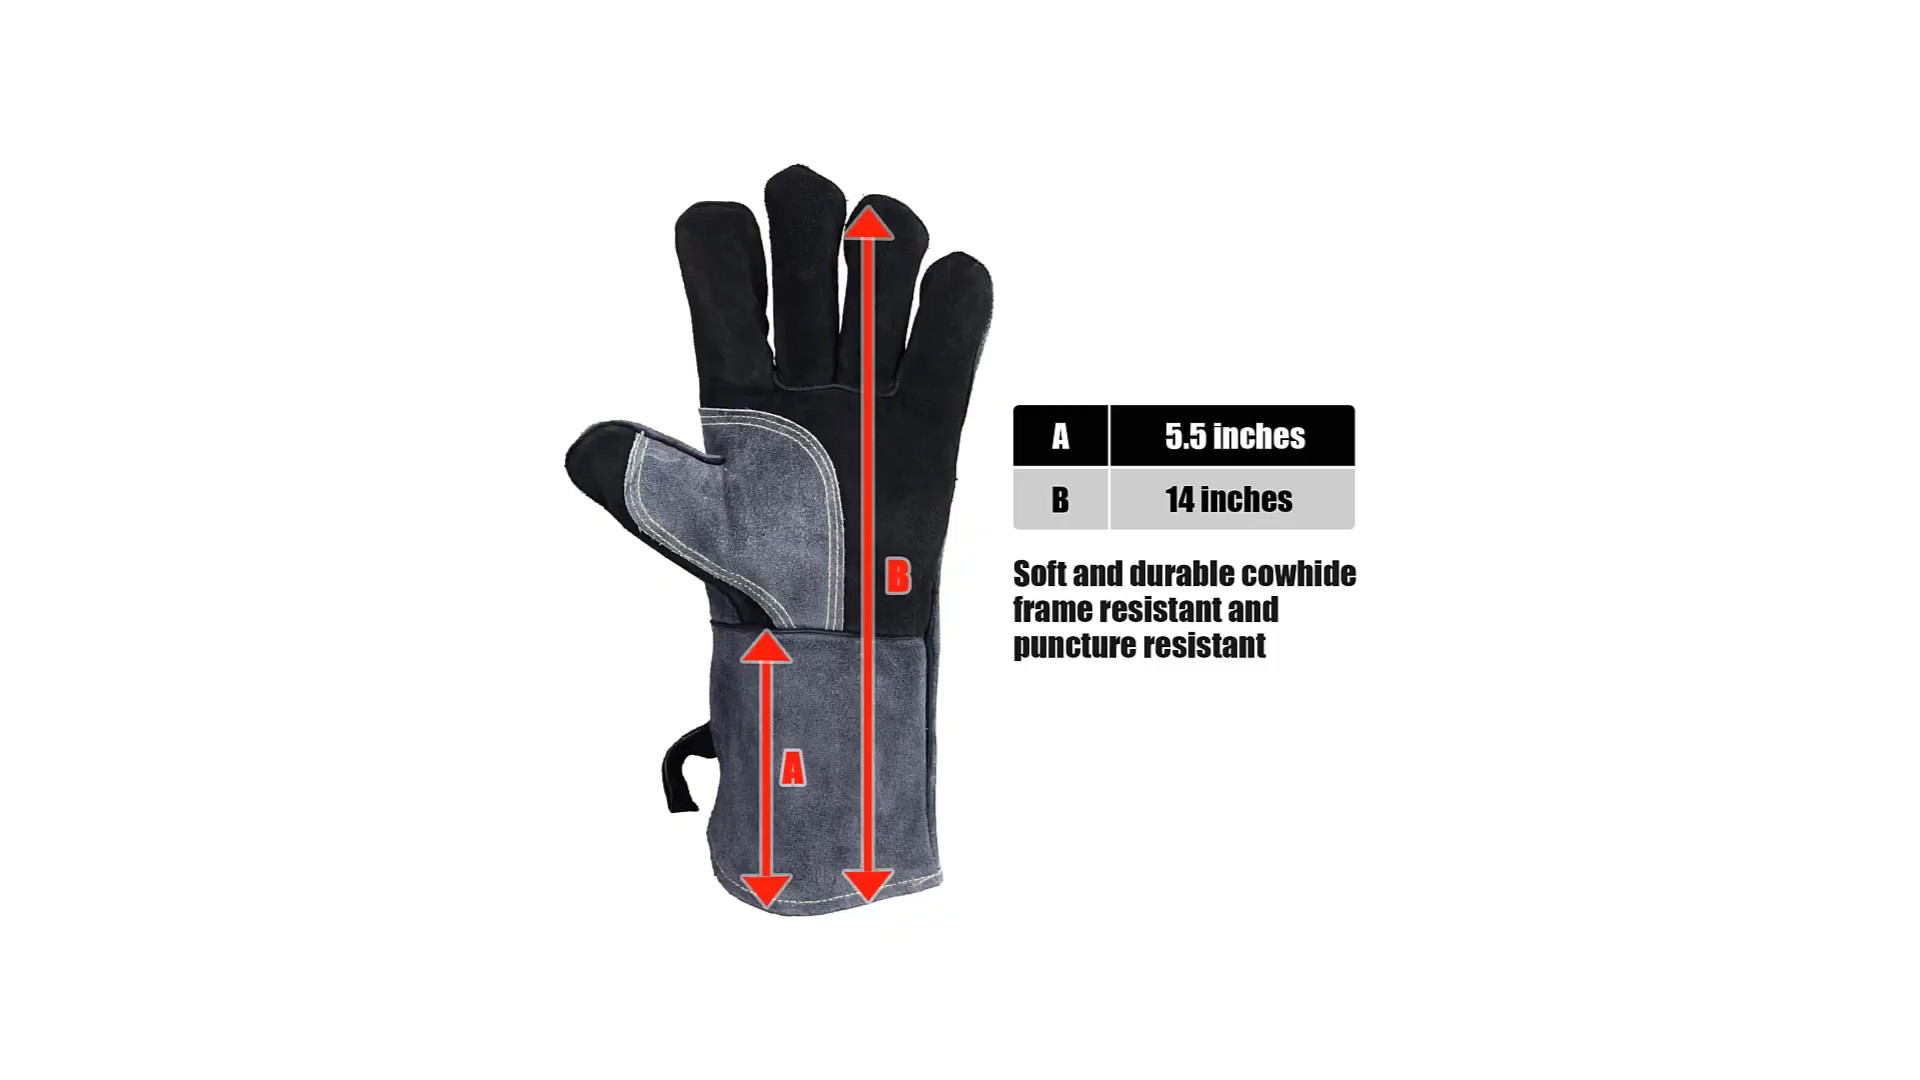 A 5.5 inches
B 14 inches
Soft and durable cowhide
frame resistant and
puncture resistant
B
A